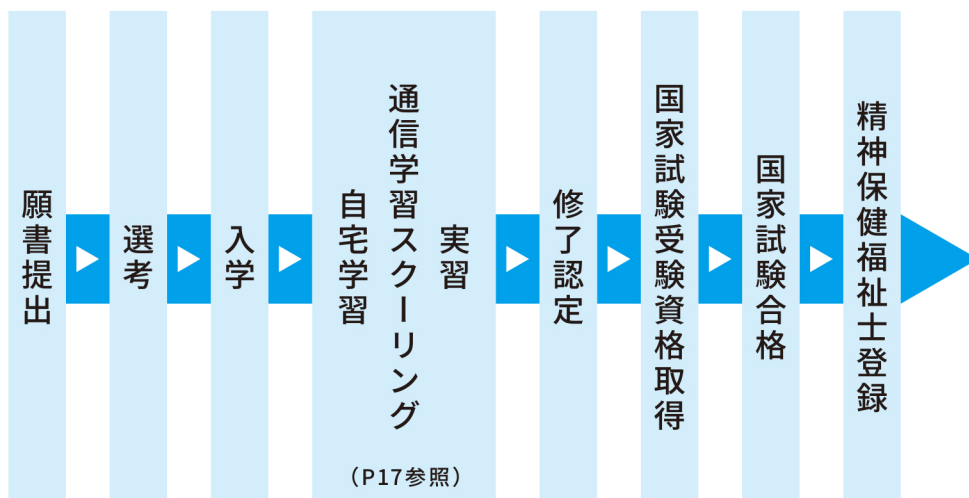 願書提出
選考
入学
自宅学習
通信学習スクーリング
実習
（P17参照）
修了認定
国家試験受験資格取得
国家試験合格
精神保健福祉士登録